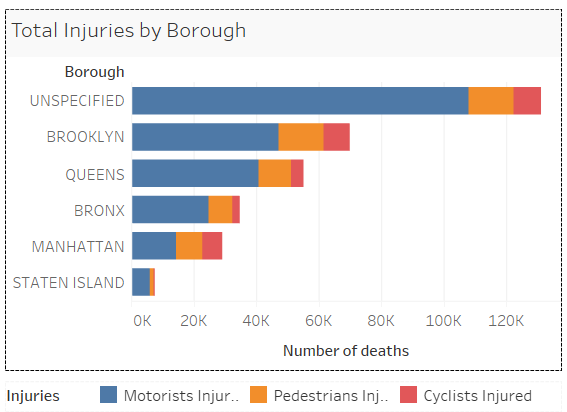 Total Injuries by Borough
Borough
UNSPECIFIED
BROOKLYN
QUEENS
BRONX
MANHATTAN
STATEN ISLAND
0K 20K 40K 60K 80K 100K 120K
Number of deaths
Injuries Motorists Injur.. Pedestrians Inj.. Cyclists Injured